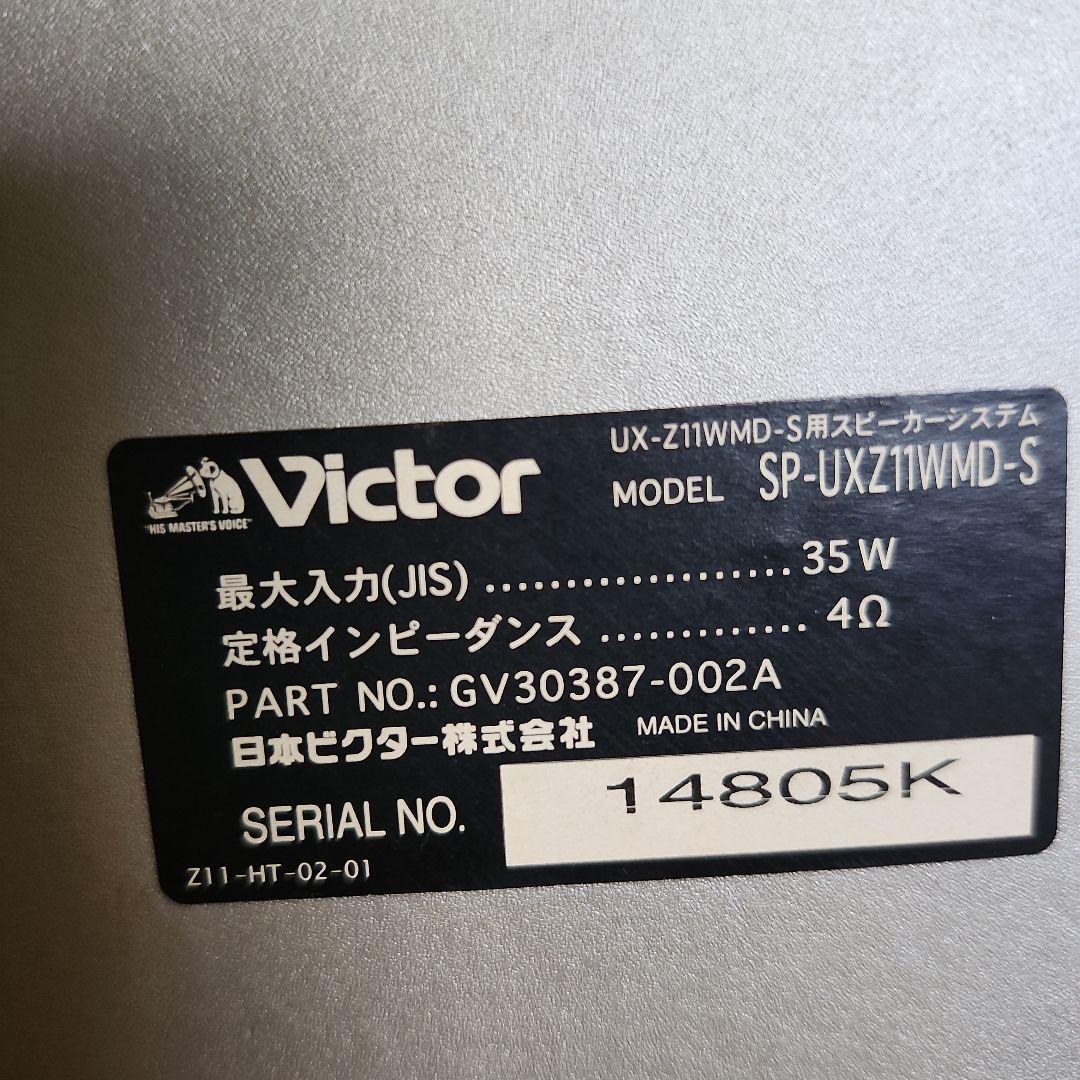 UX-Z11WMD-S用スピーカーシステム
Victor
"HIS MASTER'S VOICE"
MODEL SP-UXZ11WMD-S
最大入力(JIS) .................... 35W
定格インピーダンス ............. 4Ω
PART NO.: GV30387-002A
日本ビクター株式会社 MADE IN CHINA
SERIAL NO. 14805K
Z11-HT-02-01